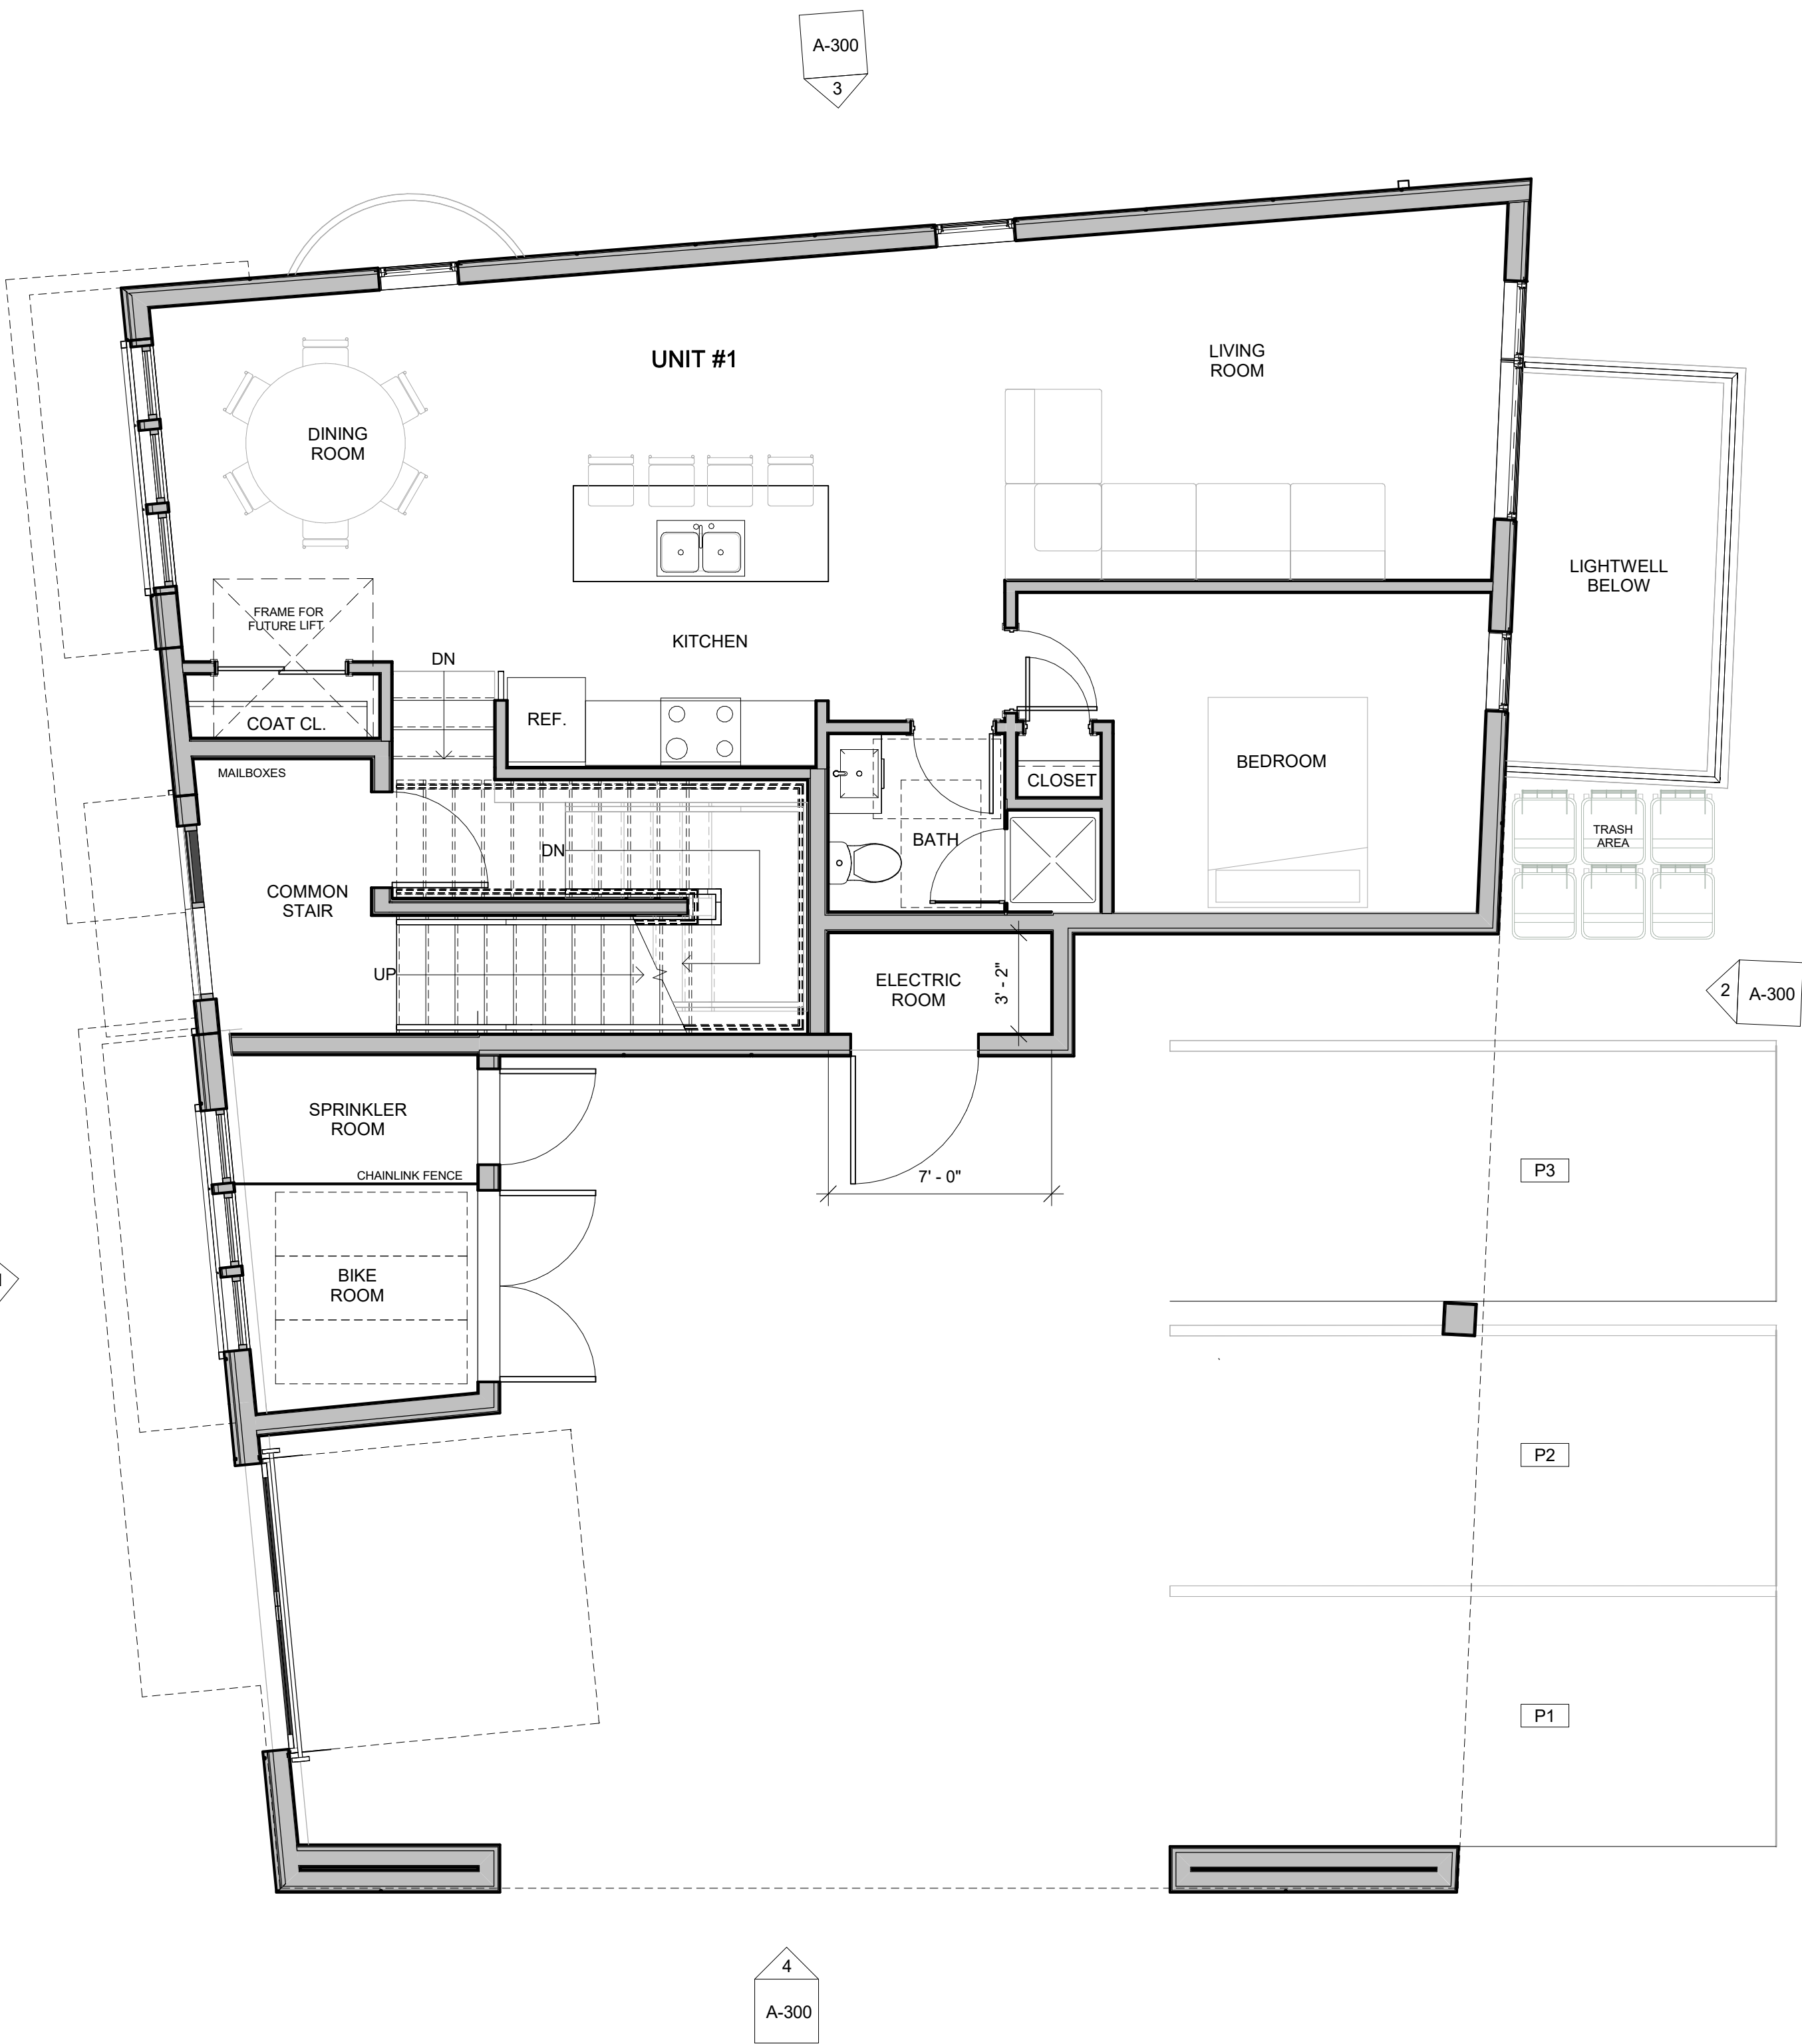 A-300
3
UNIT #1
LIVING
ROOM
DINING
ROOM
LIGHTWELL
BELOW
FRAME FOR
FUTURE LIFT
KITCHEN
DN
REF.
COAT CL.
MAILBOXES
BEDROOM
CLOSET
TRASH
AREA
BATH
DN
COMMON
STAIR
UP
ELECTRIC
ROOM
3' - 2"
2
A-300
SPRINKLER
ROOM
CHAINLINK FENCE
7' - 0"
P3
BIKE
ROOM
P2
P1
4
A-300